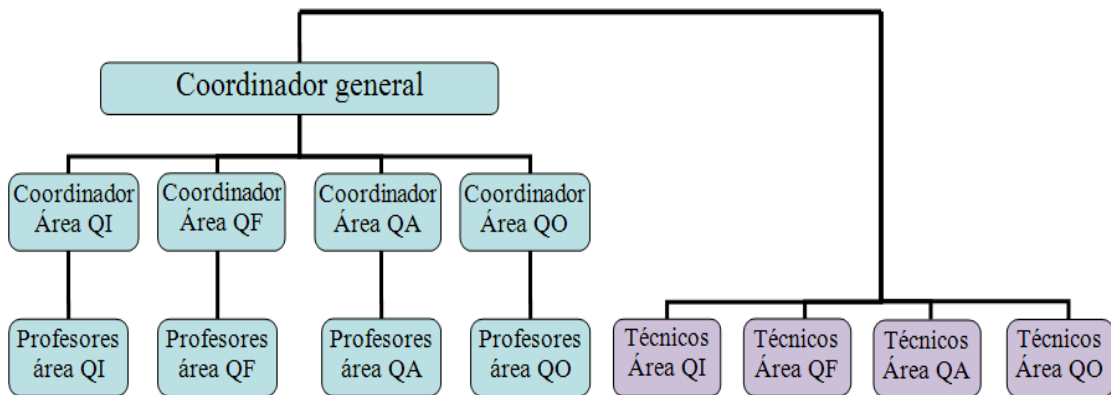 Coordinador general
Coordinador
Área QI
Coordinador
Área QF
Coordinador
Área QA
Coordinador
Área QO
Profesores
área QI
Profesores
área QF
Profesores
área QA
Profesores
área QO
Técnicos
Área QI
Técnicos
Área QF
Técnicos
Área QA
Técnicos
Área QO